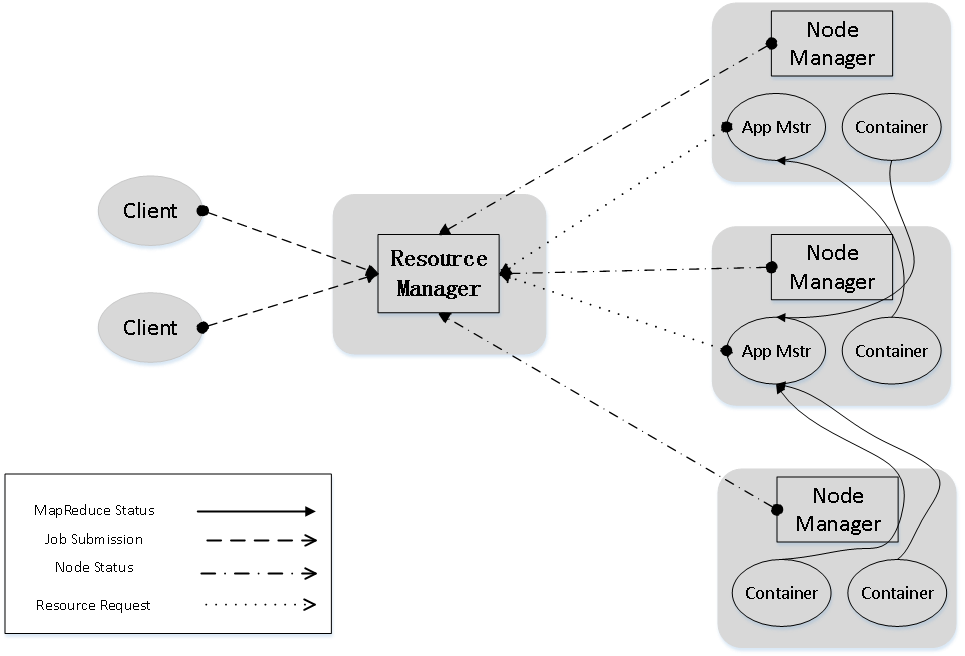 Client
Client
Resource
Manager
Node
Manager
App Mstr
Container
Node
Manager
App Mstr
Container
Node
Manager
Container
Container
MapReduce Status
Job Submission
Node Status
Resource Request